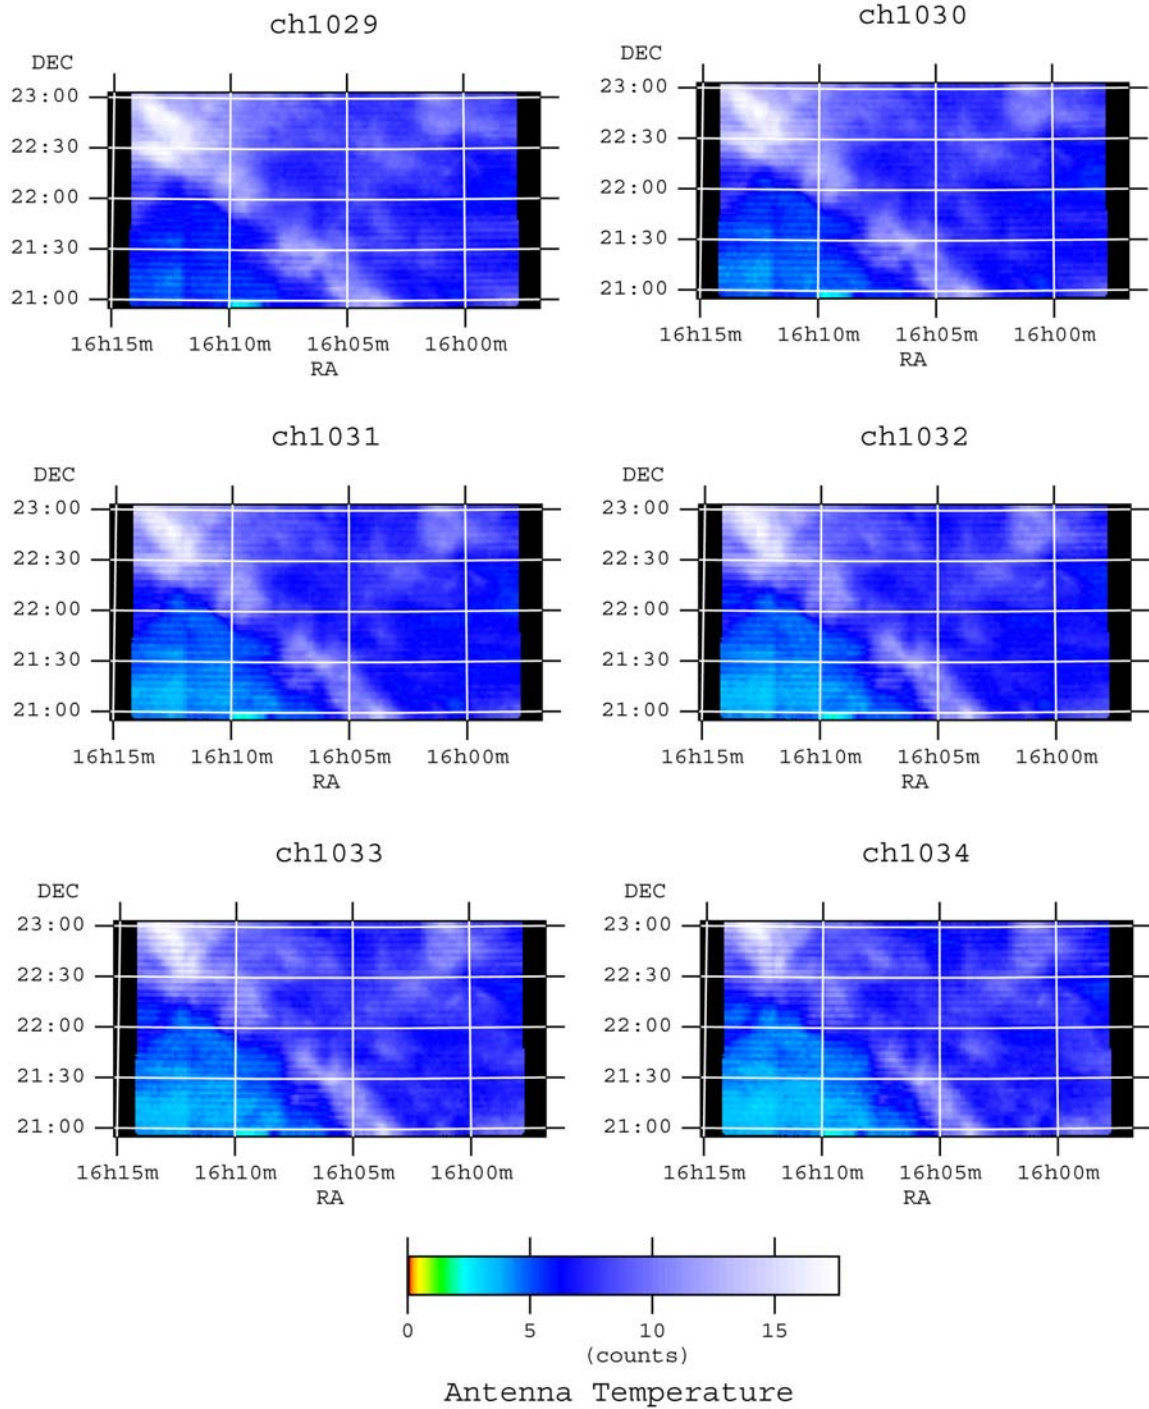 ch1029
DEC
23:00
22:30
22:00
21:30
21:00
16h15m 16h10m 16h05m 16h00m
RA
ch1030
DEC
23:00
22:30
22:00
21:30
21:00
16h15m 16h10m 16h05m 16h00m
RA
ch1031
DEC
23:00
22:30
22:00
21:30
21:00
16h15m 16h10m 16h05m 16h00m
RA
ch1032
DEC
23:00
22:30
22:00
21:30
21:00
16h15m 16h10m 16h05m 16h00m
RA
ch1033
DEC
23:00
22:30
22:00
21:30
21:00
16h15m 16h10m 16h05m 16h00m
RA
ch1034
DEC
23:00
22:30
22:00
21:30
21:00
16h15m 16h10m 16h05m 16h00m
RA
0 5 10 15
(counts)
Antenna Temperature